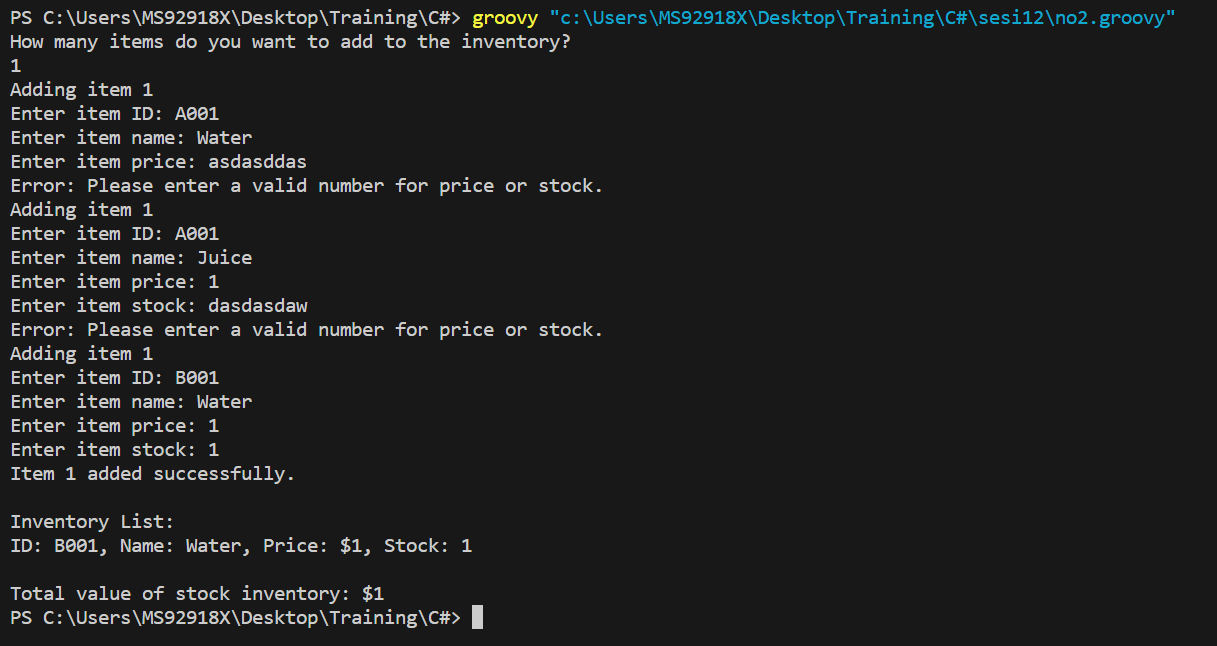 PS C:\Users\MS92918X\Desktop\Training\C#> groovy "c:\Users\MS92918X\Desktop\Training\C#\sesi12\no2.groovy"
How many items do you want to add to the inventory?
1
Adding item 1
Enter item ID: A001
Enter item name: Water
Enter item price: asdasddas
Error: Please enter a valid number for price or stock.
Adding item 1
Enter item ID: A001
Enter item name: Juice
Enter item price: 1
Enter item stock: dasdasdaw
Error: Please enter a valid number for price or stock.
Adding item 1
Enter item ID: B001
Enter item name: Water
Enter item price: 1
Enter item stock: 1
Item 1 added successfully.

Inventory List:
ID: B001, Name: Water, Price: $1, Stock: 1

Total value of stock inventory: $1
PS C:\Users\MS92918X\Desktop\Training\C#>